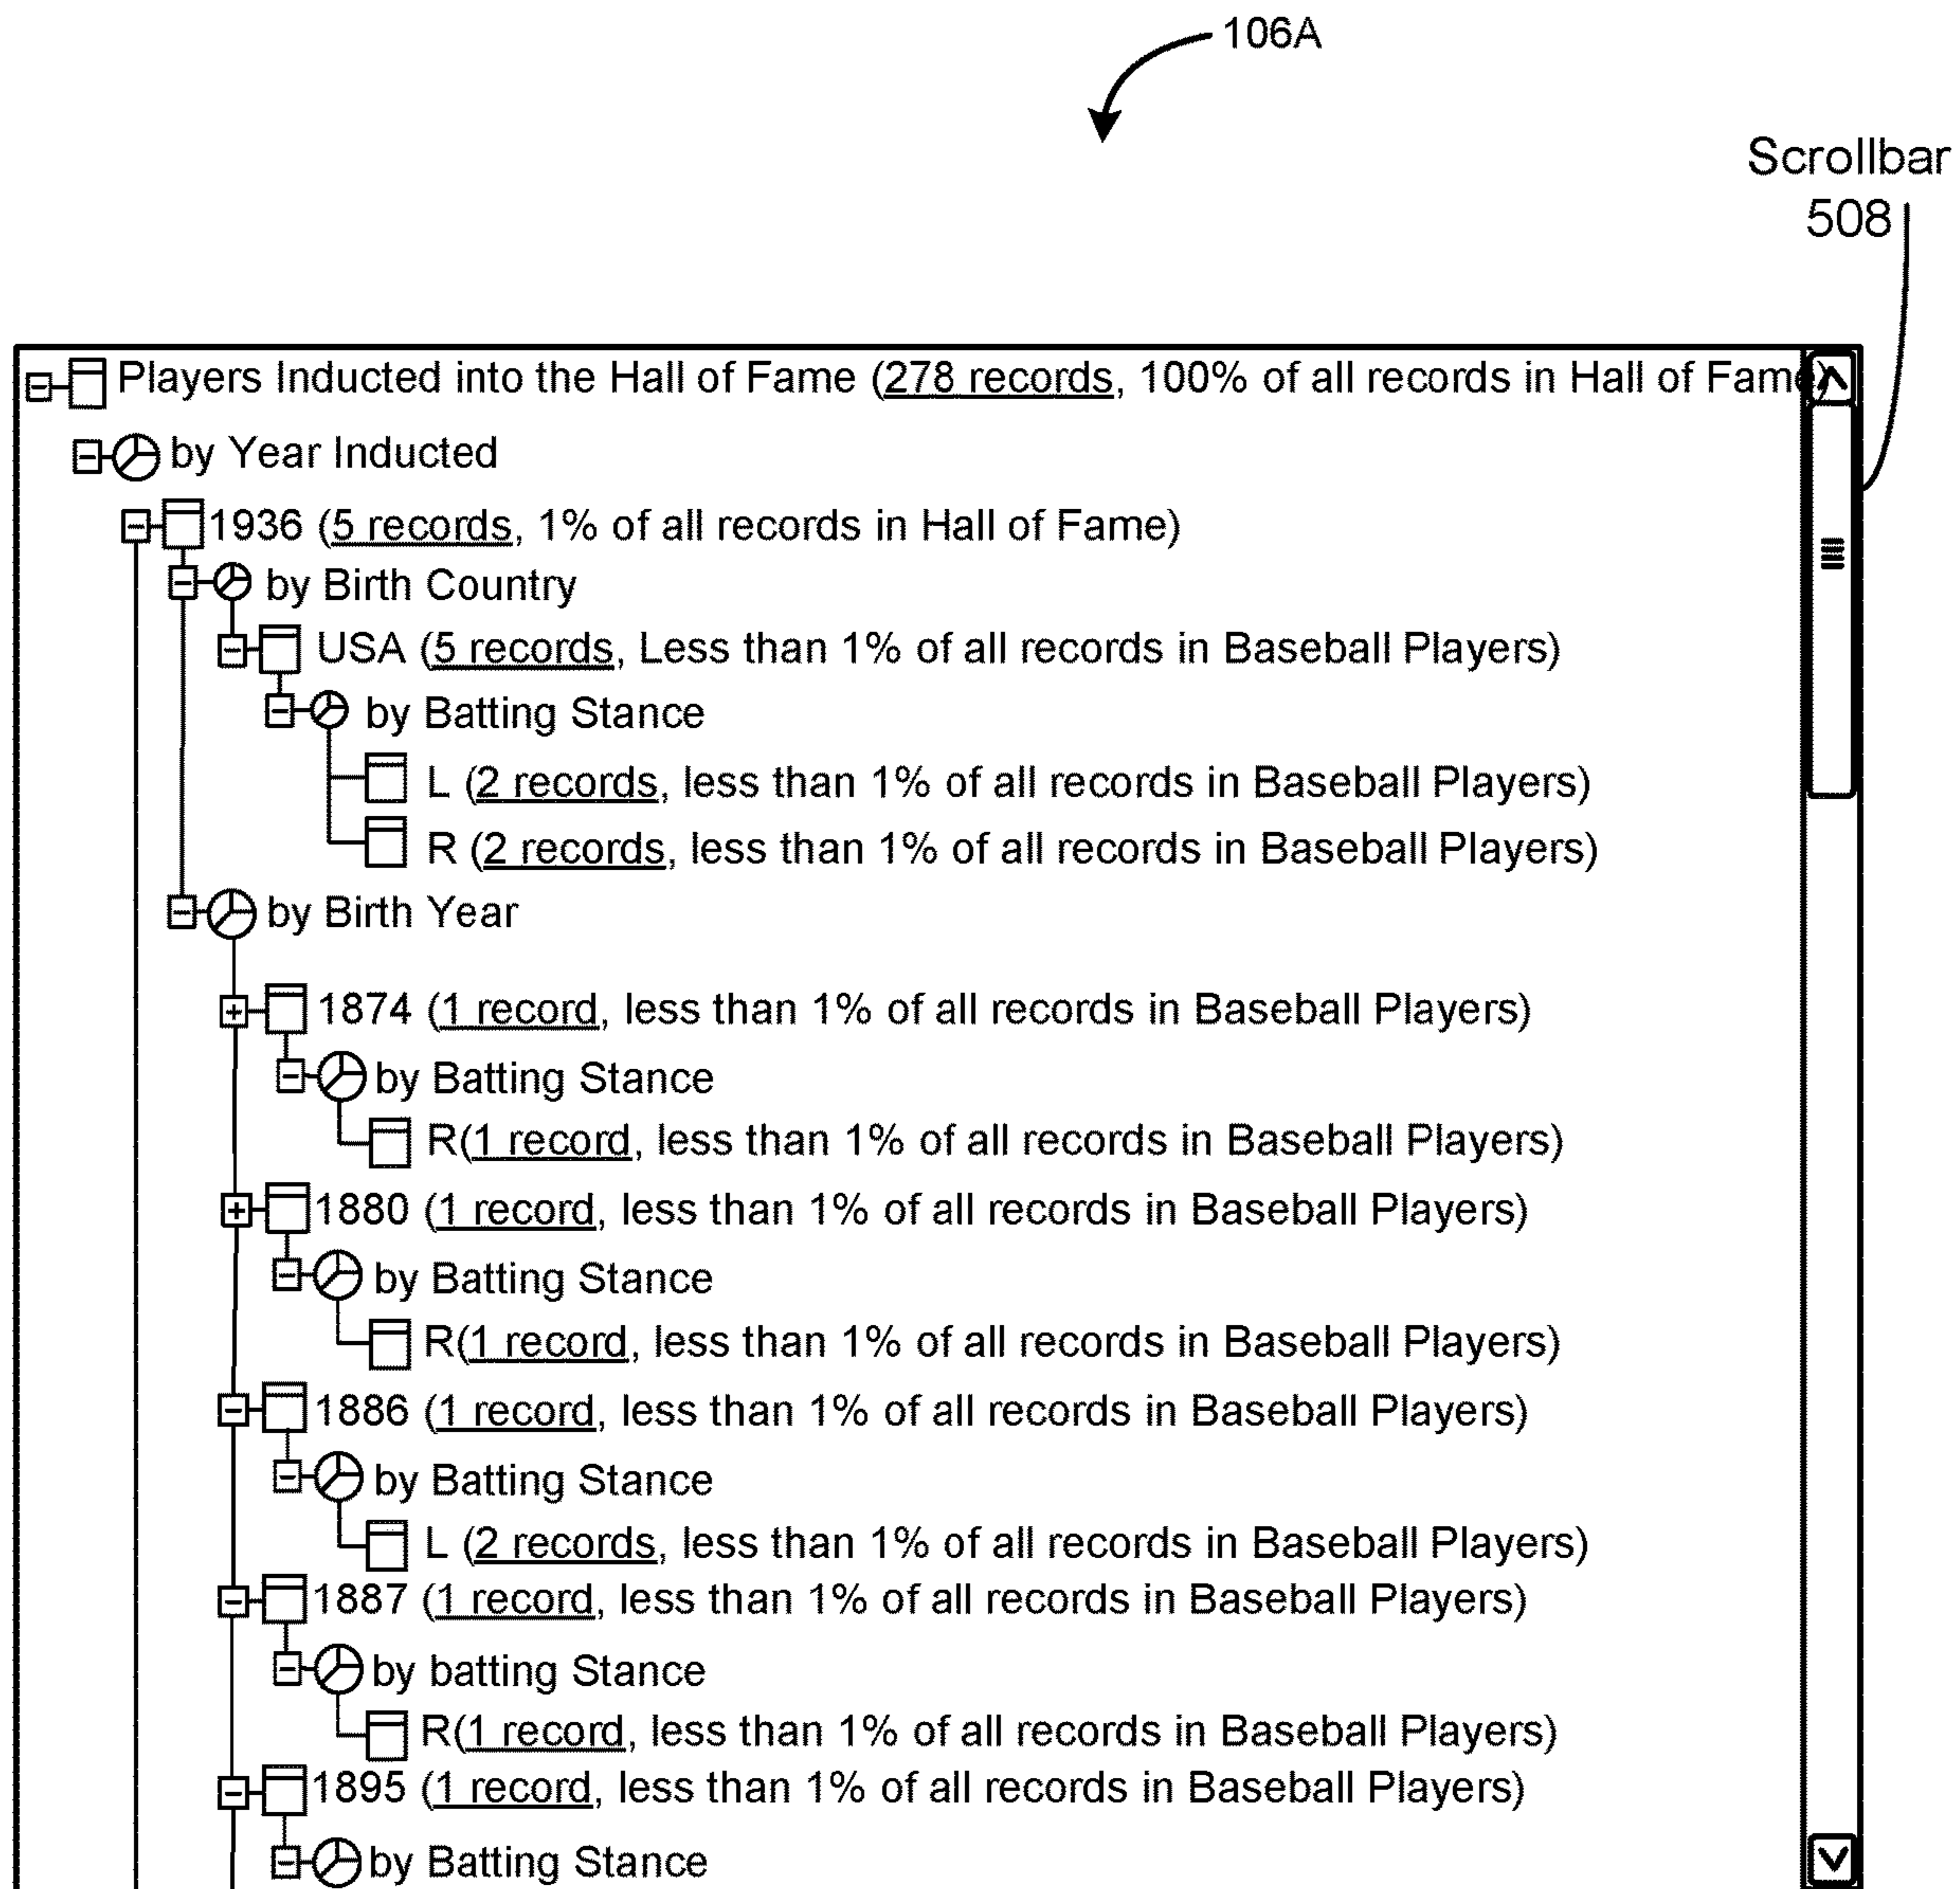 106A
Scrollbar
508
Players Inducted into the Hall of Fame (278 records, 100% of all records in Hall of Fame)
by Year Inducted
1936 (5 records, 1% of all records in Hall of Fame)
by Birth Country
USA (5 records, Less than 1% of all records in Baseball Players)
by Batting Stance
L (2 records, less than 1% of all records in Baseball Players)
R (2 records, less than 1% of all records in Baseball Players)
by Birth Year
1874 (1 record, less than 1% of all records in Baseball Players)
by Batting Stance
R(1 record, less than 1% of all records in Baseball Players)
1880 (1 record, less than 1% of all records in Baseball Players)
by Batting Stance
R(1 record, less than 1% of all records in Baseball Players)
1886 (1 record, less than 1% of all records in Baseball Players)
by Batting Stance
L (2 records, less than 1% of all records in Baseball Players)
1887 (1 record, less than 1% of all records in Baseball Players)
by batting Stance
R(1 record, less than 1% of all records in Baseball Players)
1895 (1 record, less than 1% of all records in Baseball Players)
by Batting Stance